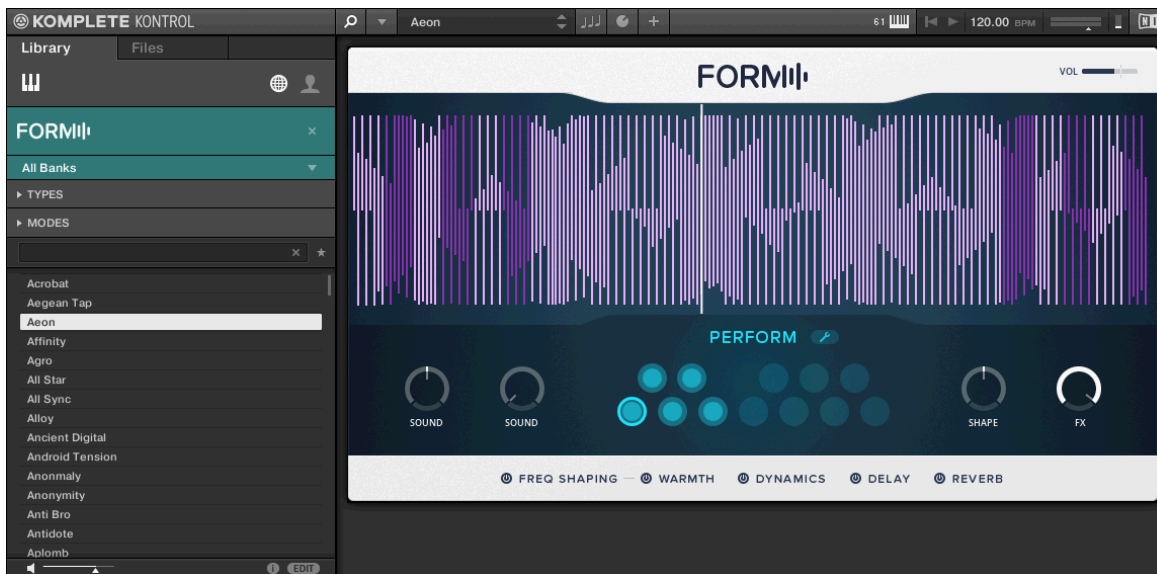 KOMPLETE KONTROL
Aeon
61
120.00 BPM
Library
Files
FORM
All Banks
TYPES
MODES
Acrobat
Aegean Tap
Aeon
Affinity
Agro
All Star
All Sync
Alloy
Ancient Digital
Android Tension
Anonmaly
Anonymity
Anti Bro
Antidote
Aplomb
EDIT
FORM
VOL
PERFORM
SOUND
SOUND
SHAPE
FX
FREQ SHAPING
WARMTH
DYNAMICS
DELAY
REVERB